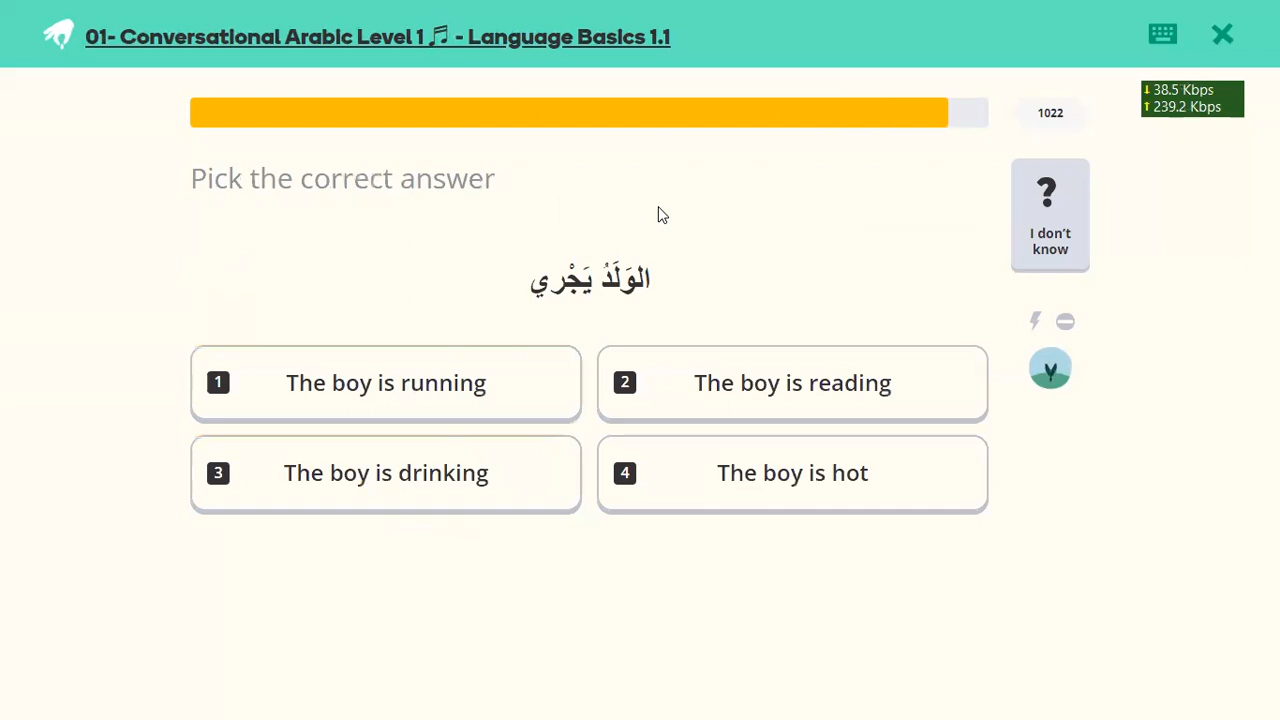 01- Conversational Arabic Level 1 🎵 - Language Basics 1.1
↓ 38.5 Kbps
↑ 239.2 Kbps
1022
Pick the correct answer
?
I don't
know
الوَلَدُ يَجْري
1 The boy is running
2 The boy is reading
3 The boy is drinking
4 The boy is hot